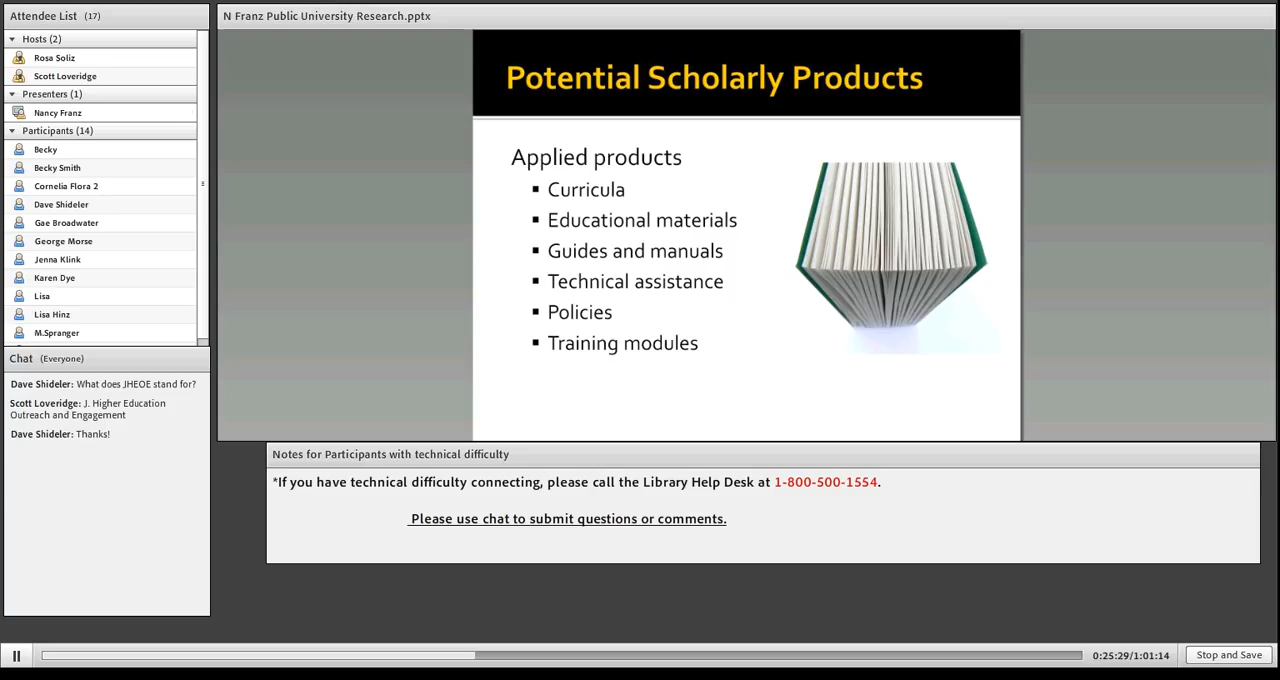 Attendee List (17)
Hosts (2)
Rosa Soliz
Scott Loveridge
Presenters (1)
Nancy Franz
Participants (14)
Becky
Becky Smith
Cornelia Flora 2
Dave Shideler
Gae Broadwater
George Morse
Jenna Klink
Karen Dye
Lisa
Lisa Hinz
M.Spranger
Chat (Everyone)
Dave Shideler: What does JHEOE stand for?
Scott Loveridge: J. Higher Education
Outreach and Engagement
Dave Shideler: Thanks!
N Franz Public University Research.pptx
Potential Scholarly Products
Applied products
▪ Curricula
▪ Educational materials
▪ Guides and manuals
▪ Technical assistance
▪ Policies
▪ Training modules
Notes for Participants with technical difficulty
*If you have technical difficulty connecting, please call the Library Help Desk at 1-800-500-1554.
Please use chat to submit questions or comments.
0:25:29/1:01:14
Stop and Save